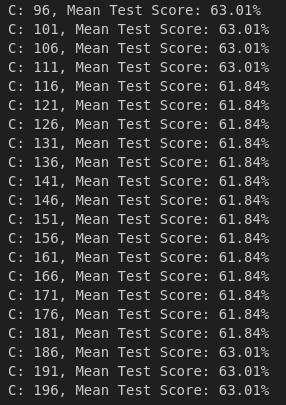 C: 96, Mean Test Score: 63.01%
C: 101, Mean Test Score: 63.01%
C: 106, Mean Test Score: 63.01%
C: 111, Mean Test Score: 63.01%
C: 116, Mean Test Score: 61.84%
C: 121, Mean Test Score: 61.84%
C: 126, Mean Test Score: 61.84%
C: 131, Mean Test Score: 61.84%
C: 136, Mean Test Score: 61.84%
C: 141, Mean Test Score: 61.84%
C: 146, Mean Test Score: 61.84%
C: 151, Mean Test Score: 61.84%
C: 156, Mean Test Score: 61.84%
C: 161, Mean Test Score: 61.84%
C: 166, Mean Test Score: 61.84%
C: 171, Mean Test Score: 61.84%
C: 176, Mean Test Score: 61.84%
C: 181, Mean Test Score: 61.84%
C: 186, Mean Test Score: 63.01%
C: 191, Mean Test Score: 63.01%
C: 196, Mean Test Score: 63.01%